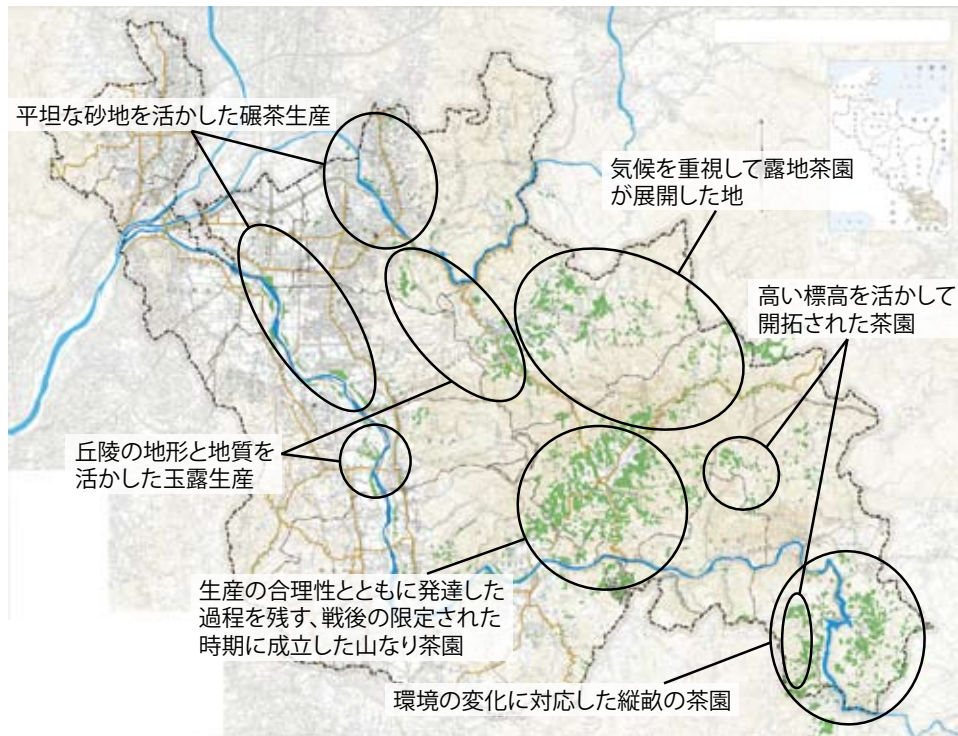 平坦な砂地を活かした碾茶生産
気候を重視して露地茶園
が展開した地
高い標高を活かして
開拓された茶園
丘陵の地形と地質を
活かした玉露生産
生産の合理性とともに発達した
過程を残す、戦後の限定された
時期に成立した山なり茶園
環境の変化に対応した縦畝の茶園